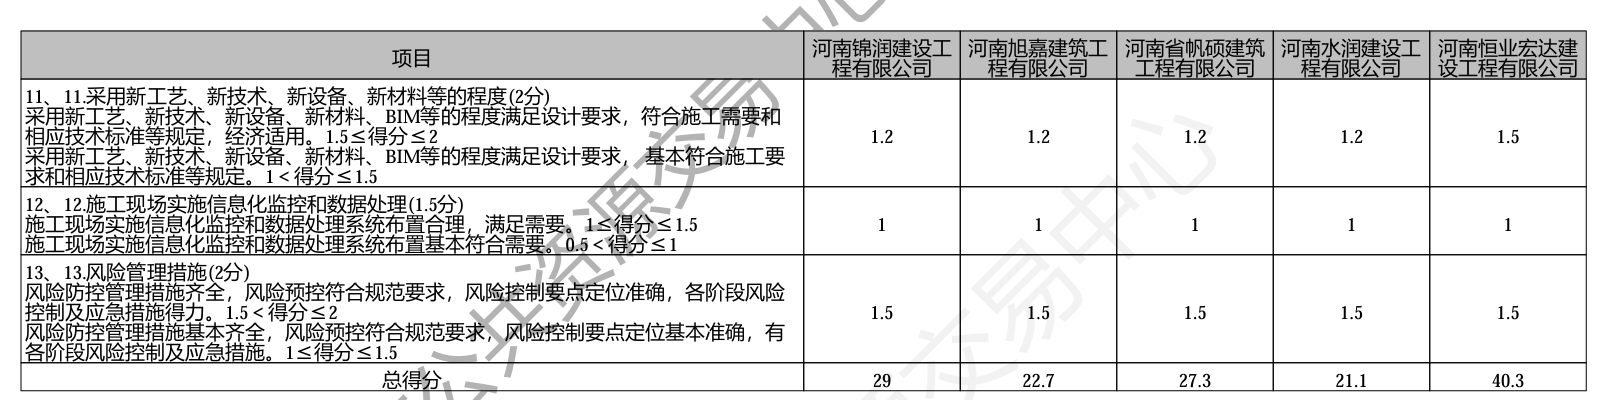 项目
河南锦润建设工
程有限公司
河南旭嘉建筑工
程有限公司
河南省帆硕建筑
工程有限公司
河南水润建设工
程有限公司
河南恒业宏达建
设工程有限公司
11、11.采用新工艺、新技术、新设备、新材料等的程度(2分)
采用新工艺、新技术、新设备、新材料、BIM等的程度满足设计要求，符合施工需要和
相应技术标准等规定，经济适用。1.5≤得分≤2
采用新工艺、新技术、新设备、新材料、BIM等的程度满足设计要求， 基本符合施工要
求和相应技术标准等规定。1＜得分≤1.5
1.2
1.2
1.2
1.2
1.5
12、12.施工现场实施信息化监控和数据处理(1.5分)
施工现场实施信息化监控和数据处理系统布置合理，满足需要。1≤得分≤1.5
施工现场实施信息化监控和数据处理系统布置基本符合需要。0.5＜得分≤1
1
1
1
1
1
13、13.风险管理措施(2分)
风险防控管理措施齐全，风险预控符合规范要求，风险控制要点定位准确，各阶段风险
控制及应急措施得力。1.5＜得分≤2
风险防控管理措施基本齐全，风险预控符合规范要求，风险控制要点定位基本准确，有
各阶段风险控制及应急措施。1≤得分≤1.5
1.5
1.5
1.5
1.5
1.5
总得分
29
22.7
27.3
21.1
40.3
公共资源交易中心
交易中心